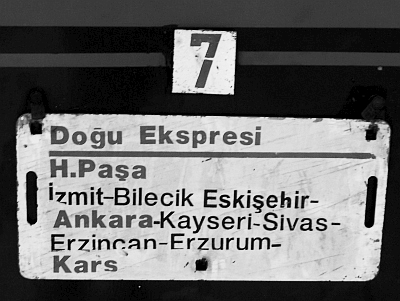 7
Doğu Ekspresi
H.Paşa
İzmit-Bilecik Eskişehir-
Ankara-Kayseri-Sivas-
Erzincan-Erzurum-
Kars